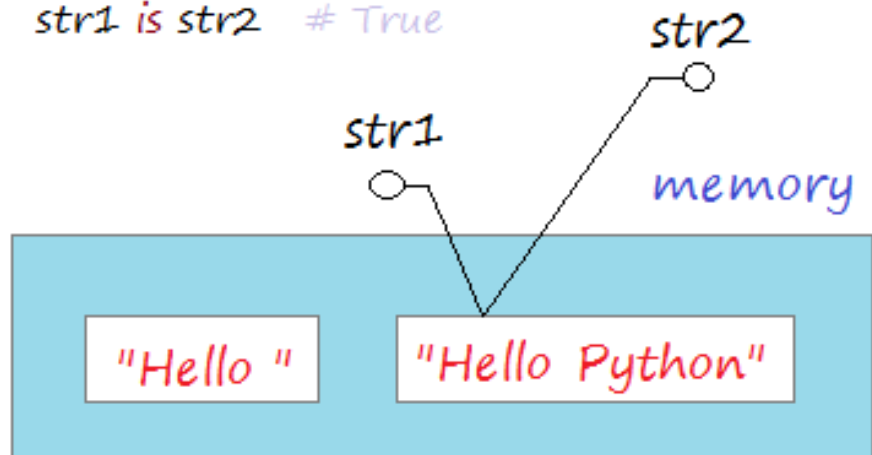 str1 is str2 # True
str2
str1
memory
"Hello "
"Hello Python"